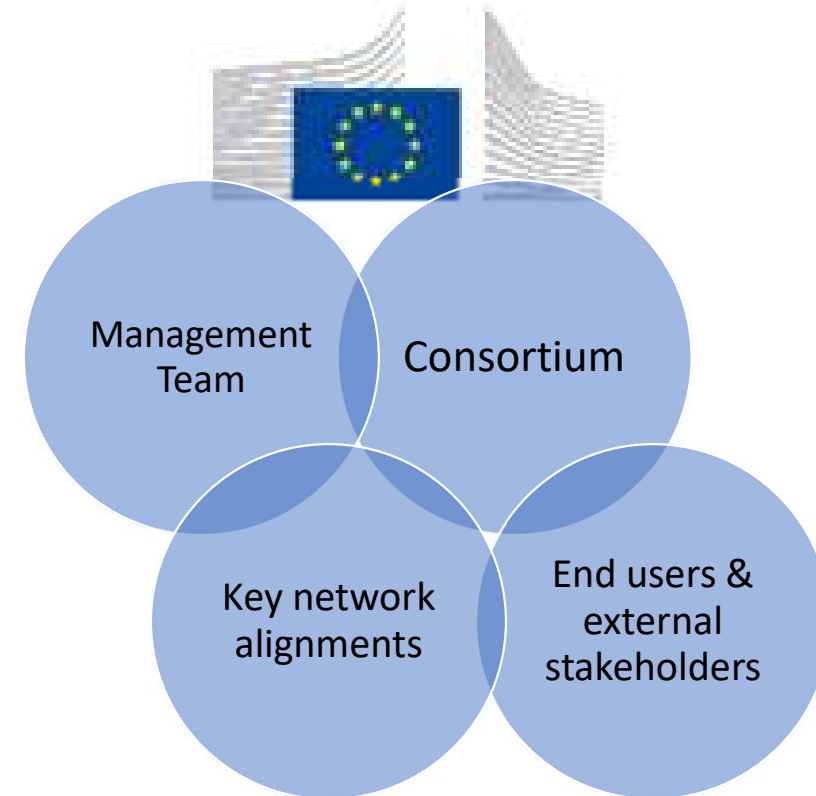 Management
Team
Consortium
Key network
alignments
End users &
external
stakeholders